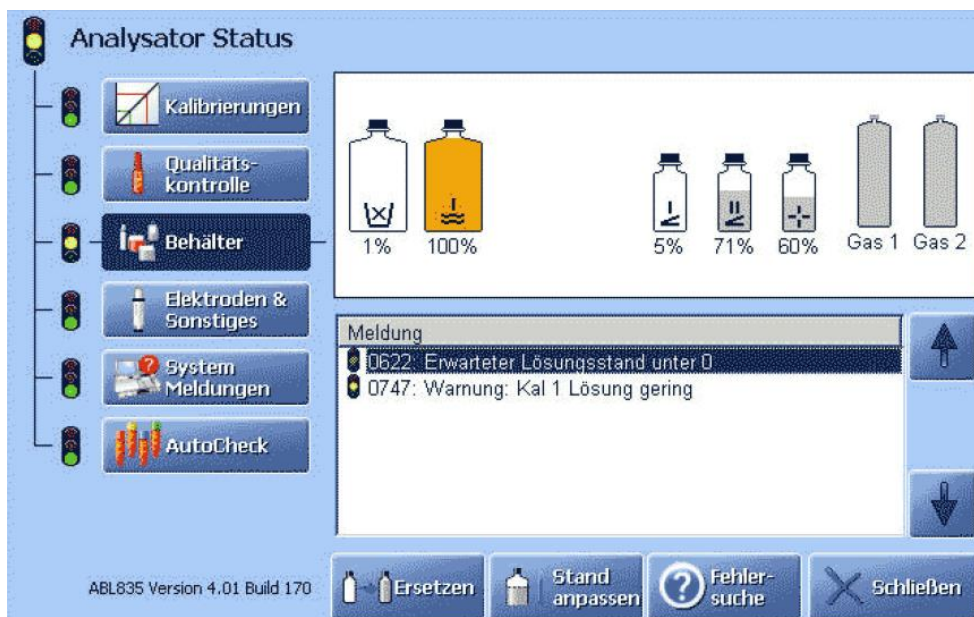 Analysator Status
Kalibrierungen
Qualitäts-
kontrolle
Behälter
Elektroden &
Sonstiges
System
Meldungen
AutoCheck
1%
100%
5%
71%
60%
Gas 1
Gas 2
Meldung
0622: Erwarteter Lösungsstand unter 0
0747: Warnung: Kal 1 Lösung gering
ABL835 Version 4.01 Build 170
Ersetzen
Stand
anpassen
Fehler-
suche
Schließen